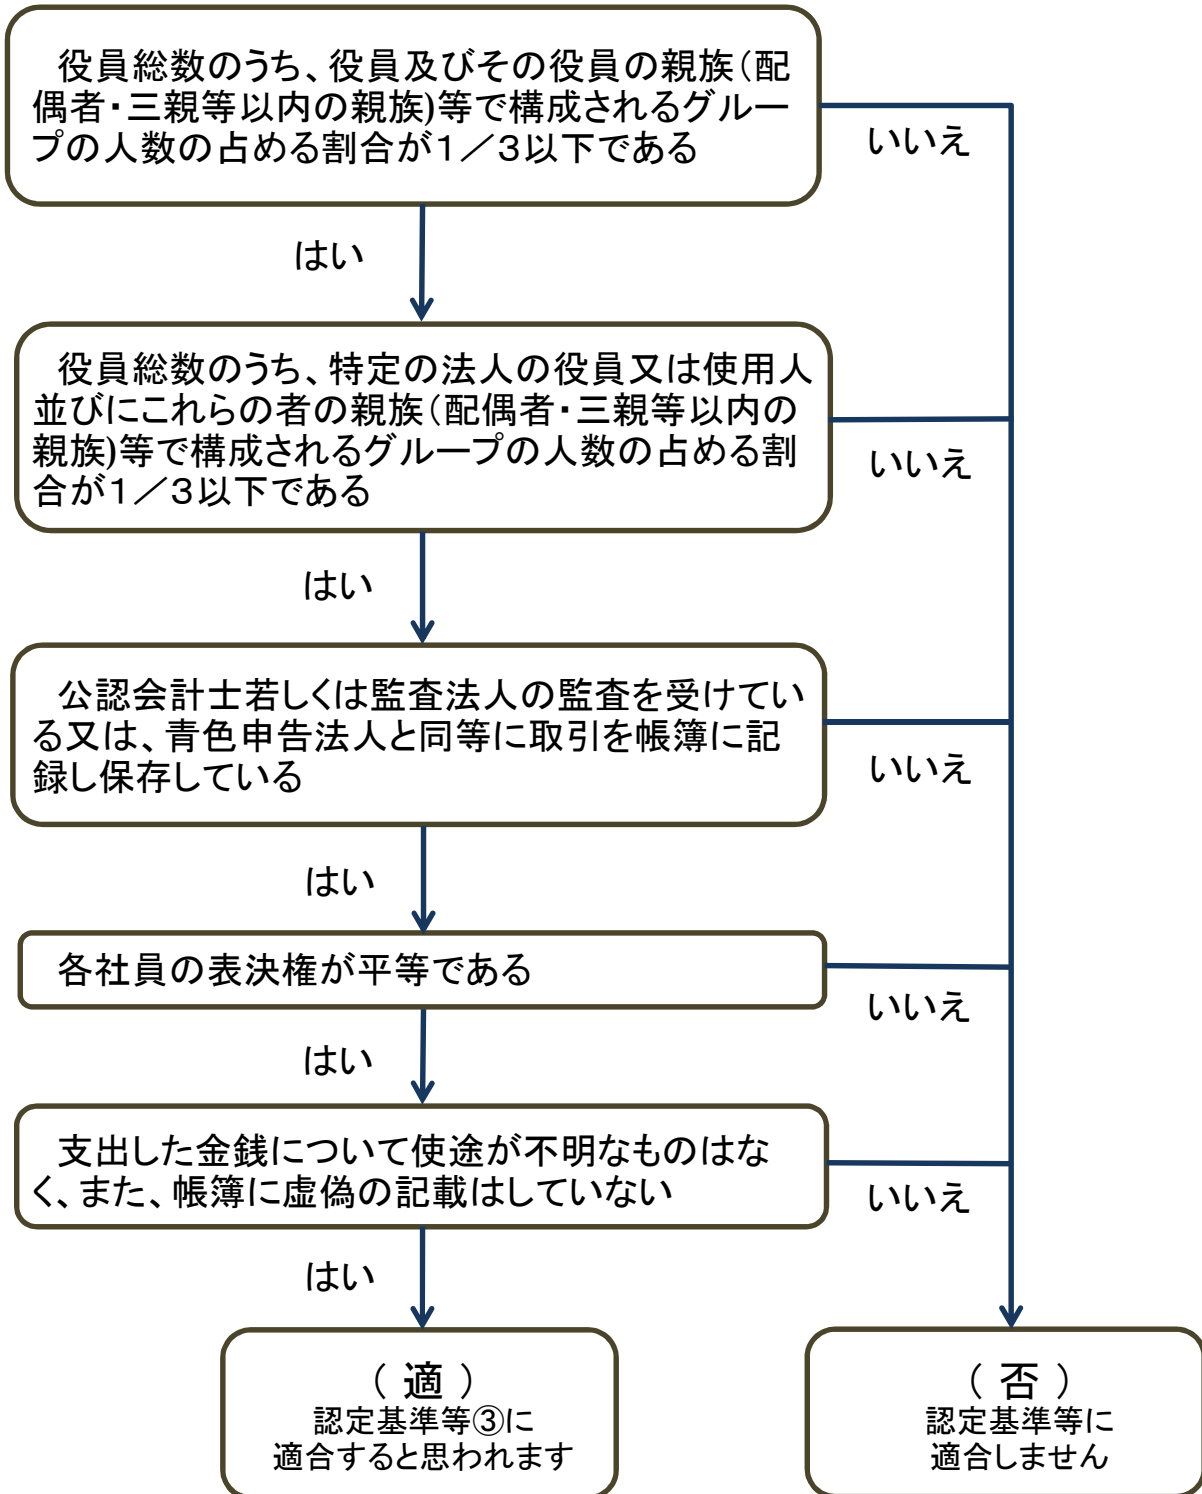 役員総数のうち、役員及びその役員の親族（配
偶者・三親等以内の親族)等で構成されるグルー
プの人数の占める割合が１／３以下である
いいえ
はい
役員総数のうち、特定の法人の役員又は使用人
並びにこれらの者の親族（配偶者・三親等以内の
親族)等で構成されるグループの人数の占める割
合が１／３以下である
いいえ
はい
公認会計士若しくは監査法人の監査を受けてい
る又は、青色申告法人と同等に取引を帳簿に記
録し保存している
いいえ
はい
各社員の表決権が平等である
いいえ
はい
支出した金銭について使途が不明なものはな
く、また、帳簿に虚偽の記載はしていない
いいえ
はい
（ 適 ）
認定基準等③に
適合すると思われます
（ 否 ）
認定基準等に
適合しません